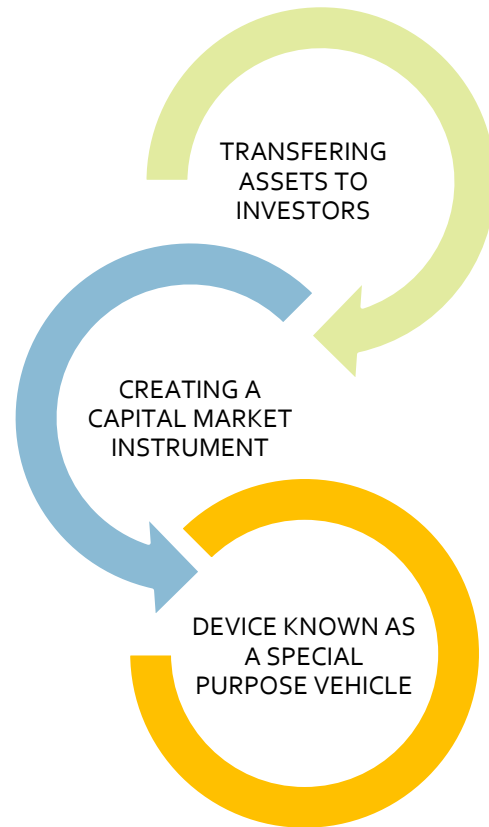 TRANSFERING
ASSETS TO
INVESTORS
CREATING A
CAPITAL MARKET
INSTRUMENT
DEVICE KNOWN AS
A SPECIAL
PURPOSE VEHICLE